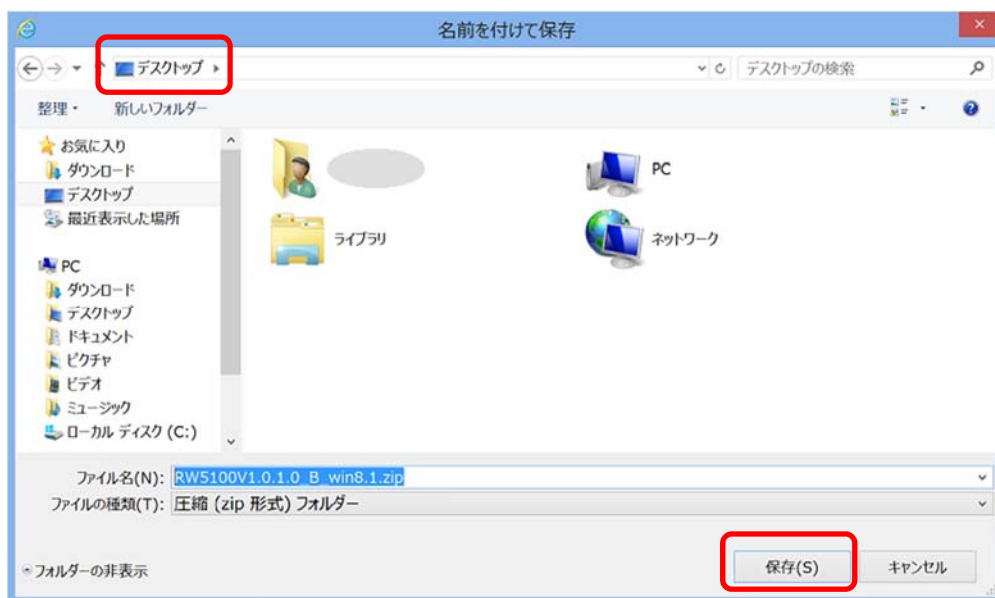 名前を付けて保存
デスクトップ
デスクトップの検索
整理
新しいフォルダー
お気に入り
ダウンロード
デスクトップ
最近表示した場所
PC
ダウンロード
デスクトップ
ドキュメント
ピクチャ
ビデオ
ミュージック
ローカル ディスク (C:)
PC
ライブラリ
ネットワーク
ファイル名(N): RW5100V1.0.1.0_B_win8.1.zip
ファイルの種類(T): 圧縮 (zip 形式) フォルダー
フォルダーの非表示
保存(S)
キャンセル